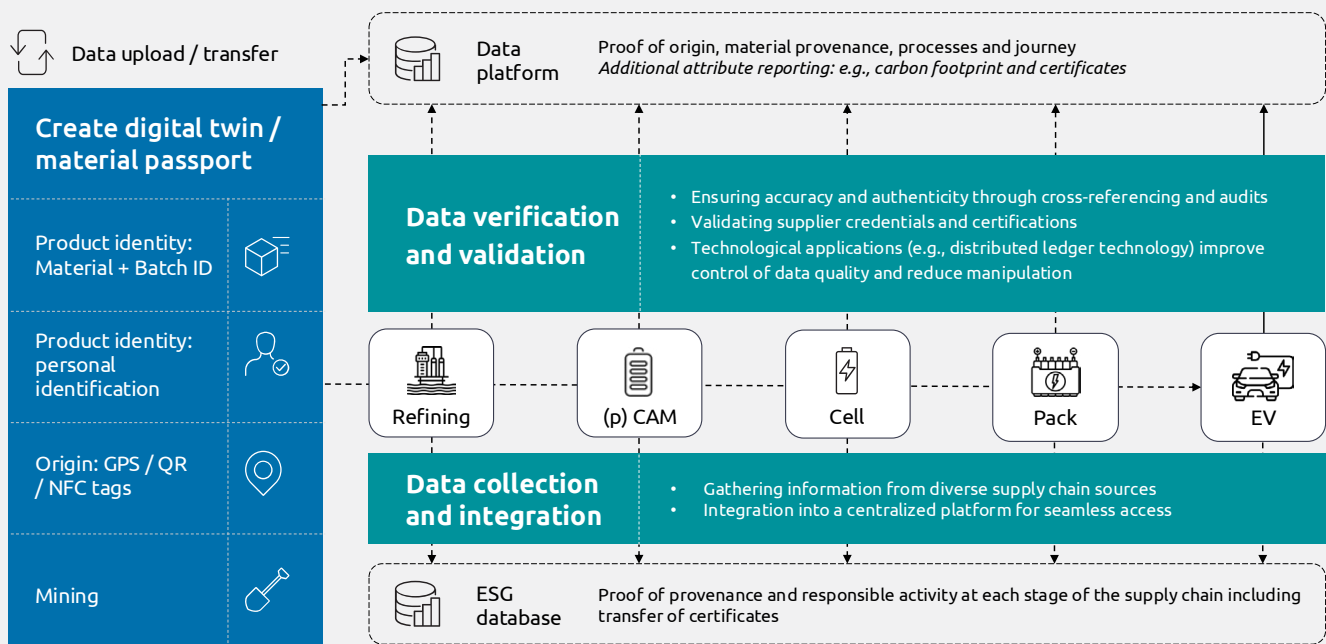 Data upload / transfer
Create digital twin /
material passport
Product identity:
Material + Batch ID
Product identity:
personal
identification
Origin: GPS / QR
/ NFC tags
Mining
Data
platform
Proof of origin, material provenance, processes and journey
Additional attribute reporting: e.g., carbon footprint and certificates
Data verification
and validation
• Ensuring accuracy and authenticity through cross-referencing and audits
• Validating supplier credentials and certifications
• Technological applications (e.g., distributed ledger technology) improve
control of data quality and reduce manipulation
Refining
(p) CAM
Cell
Pack
EV
Data collection
and integration
• Gathering information from diverse supply chain sources
• Integration into a centralized platform for seamless access
ESG
database
Proof of provenance and responsible activity at each stage of the supply chain including
transfer of certificates